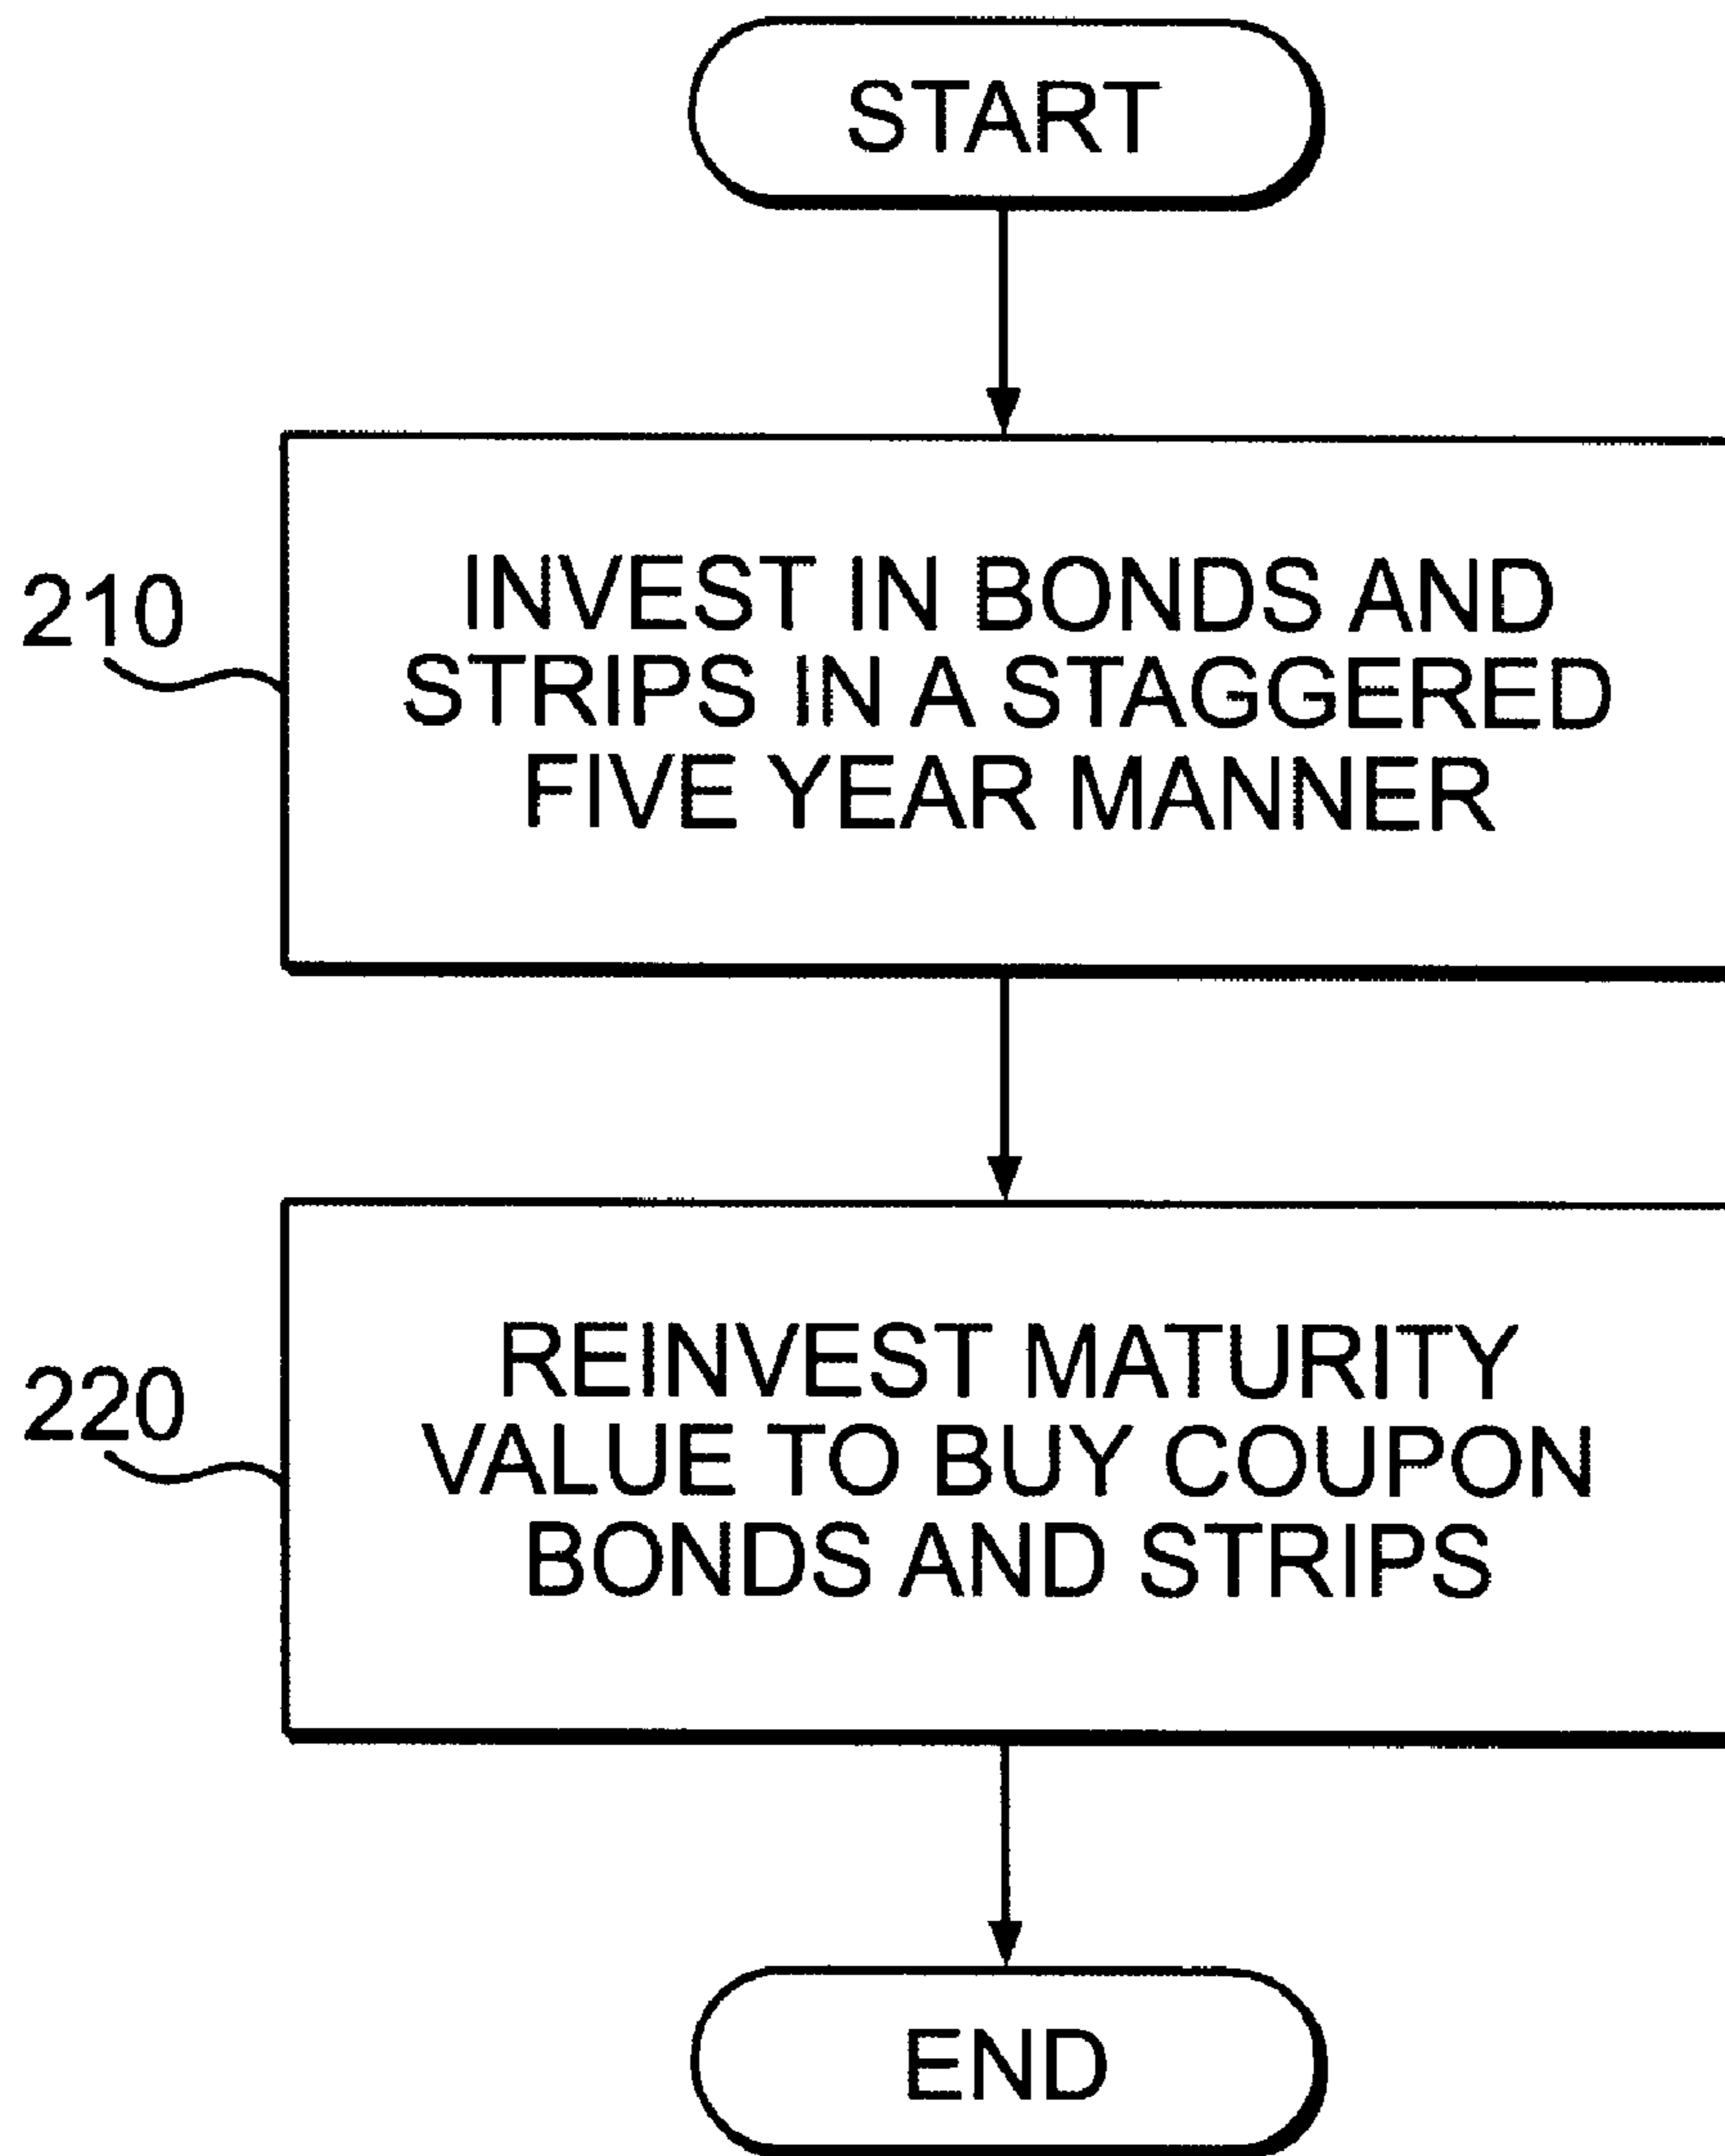 START
210
INVEST IN BONDS AND
STRIPS IN A STAGGERED
FIVE YEAR MANNER
220
REINVEST MATURITY
VALUE TO BUY COUPON
BONDS AND STRIPS
END